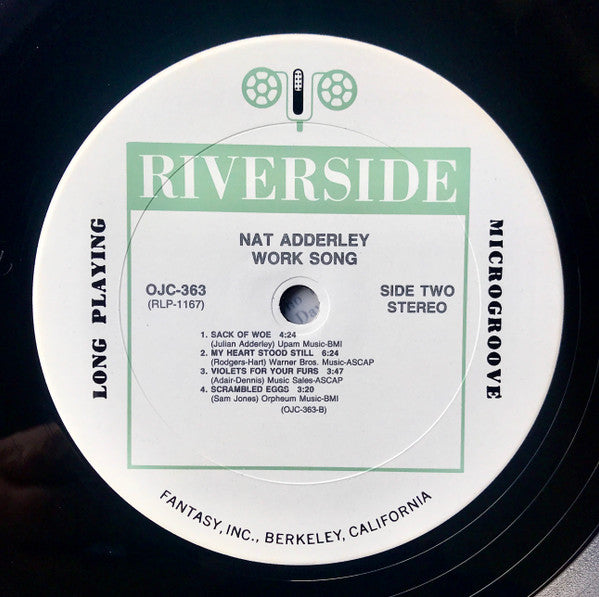 RIVERSIDE
NAT ADDERLEY
WORK SONG
OJC-363
(RLP-1167)
SIDE TWO
STEREO
1. SACK OF WOE 4:24
(Julian Adderley) Upam Music-BMI
2. MY HEART STOOD STILL 6:24
(Rodgers-Hart) Warner Bros. Music-ASCAP
3. VIOLETS FOR YOUR FURS 3:47
(Adair-Dennis) Music Sales-ASCAP
4. SCRAMBLED EGGS 3:20
(Sam Jones) Orpheum Music-BMI
(OJC-363-B)
LONG PLAYING
MICROGROOVE
FANTASY, INC., BERKELEY, CALIFORNIA